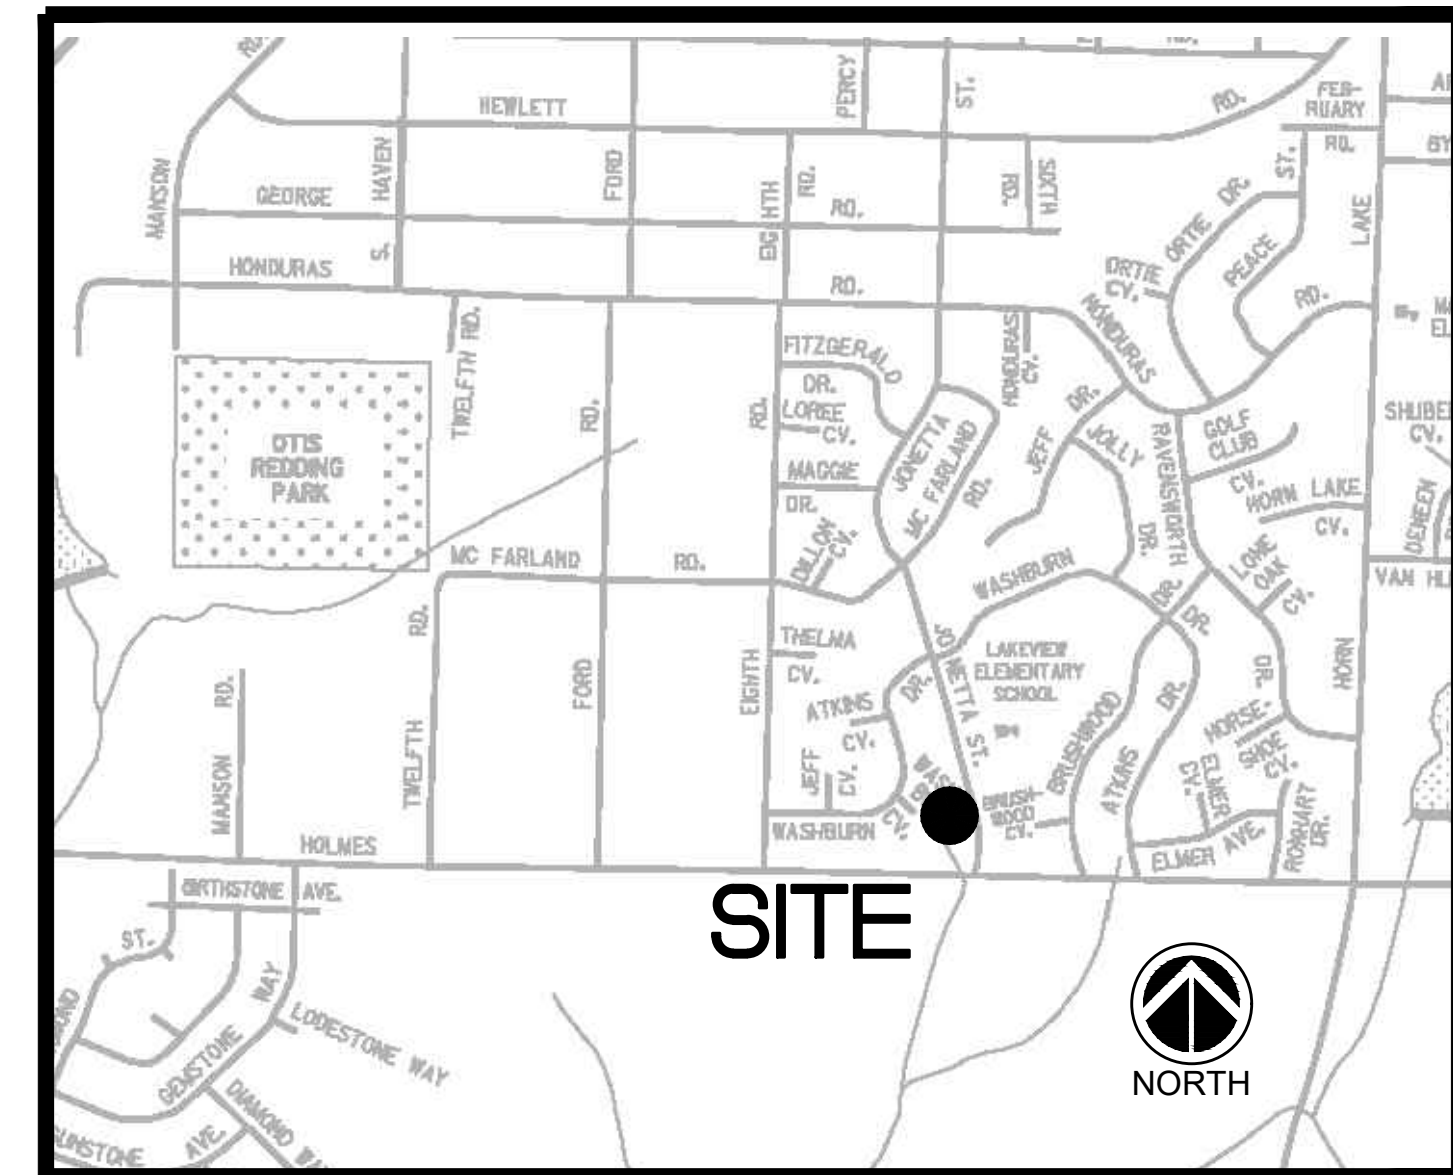 RD.
RD.
HEWLETT
PERCY
ST.
RD.
FEB-
RUARY
RD.
MANSON
HAVEN
FORD
EIGHTH
RD.
SIXTH
RD.
ST.
GEORGE
RD.
DR.
ORTIE
LAKE
PEACE
HONDURAS
RD.
ORTIE
CV.
RD.
HONDURAS
TWELFTH RD.
FITZGERALD
DR.
HONDURAS
CV.
DR.
LOREE
CV.
RD.
RD.
JONETTA
MC FARLAND
RD.
JEFF
JOLLY
RAVENSWORTH
GOLF
CLUB
CV.
OTIS
REDDING
PARK
MAGGIE
DR.
HORN LAKE
CV.
DENEEN
DILLON
CV.
DR.
MC FARLAND
RD.
WASHBURN
DR.
LONE
OAK
CV.
RD.
DR.
THELMA
CV.
JONETTA ST.
LAKEVIEW
ELEMENTARY
SCHOOL
DR.
DR.
HORN
RD.
FORD
EIGHTH
ATKINS
CV.
DR.
BRUSHWOOD
HORSE-
SHOE
CV.
MANSON
TWELFTH
JEFF
CV.
ATKINS
ELMER
CV.
WASHBURN
CV.
BRUSH-
WOOD
CV.
ELMER AVE.
ROMHART
DR.
HOLMES
BIRTHSTONE AVE.
SITE
ST.
WAY
LODESTONE WAY
GEMSTONE
DIAMOND
AVE.
NORTH